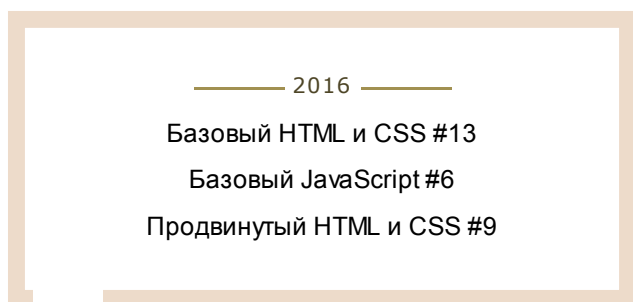 2016
Базовый HTML и CSS #13
Базовый JavaScript #6
Продвинутый HTML и CSS #9